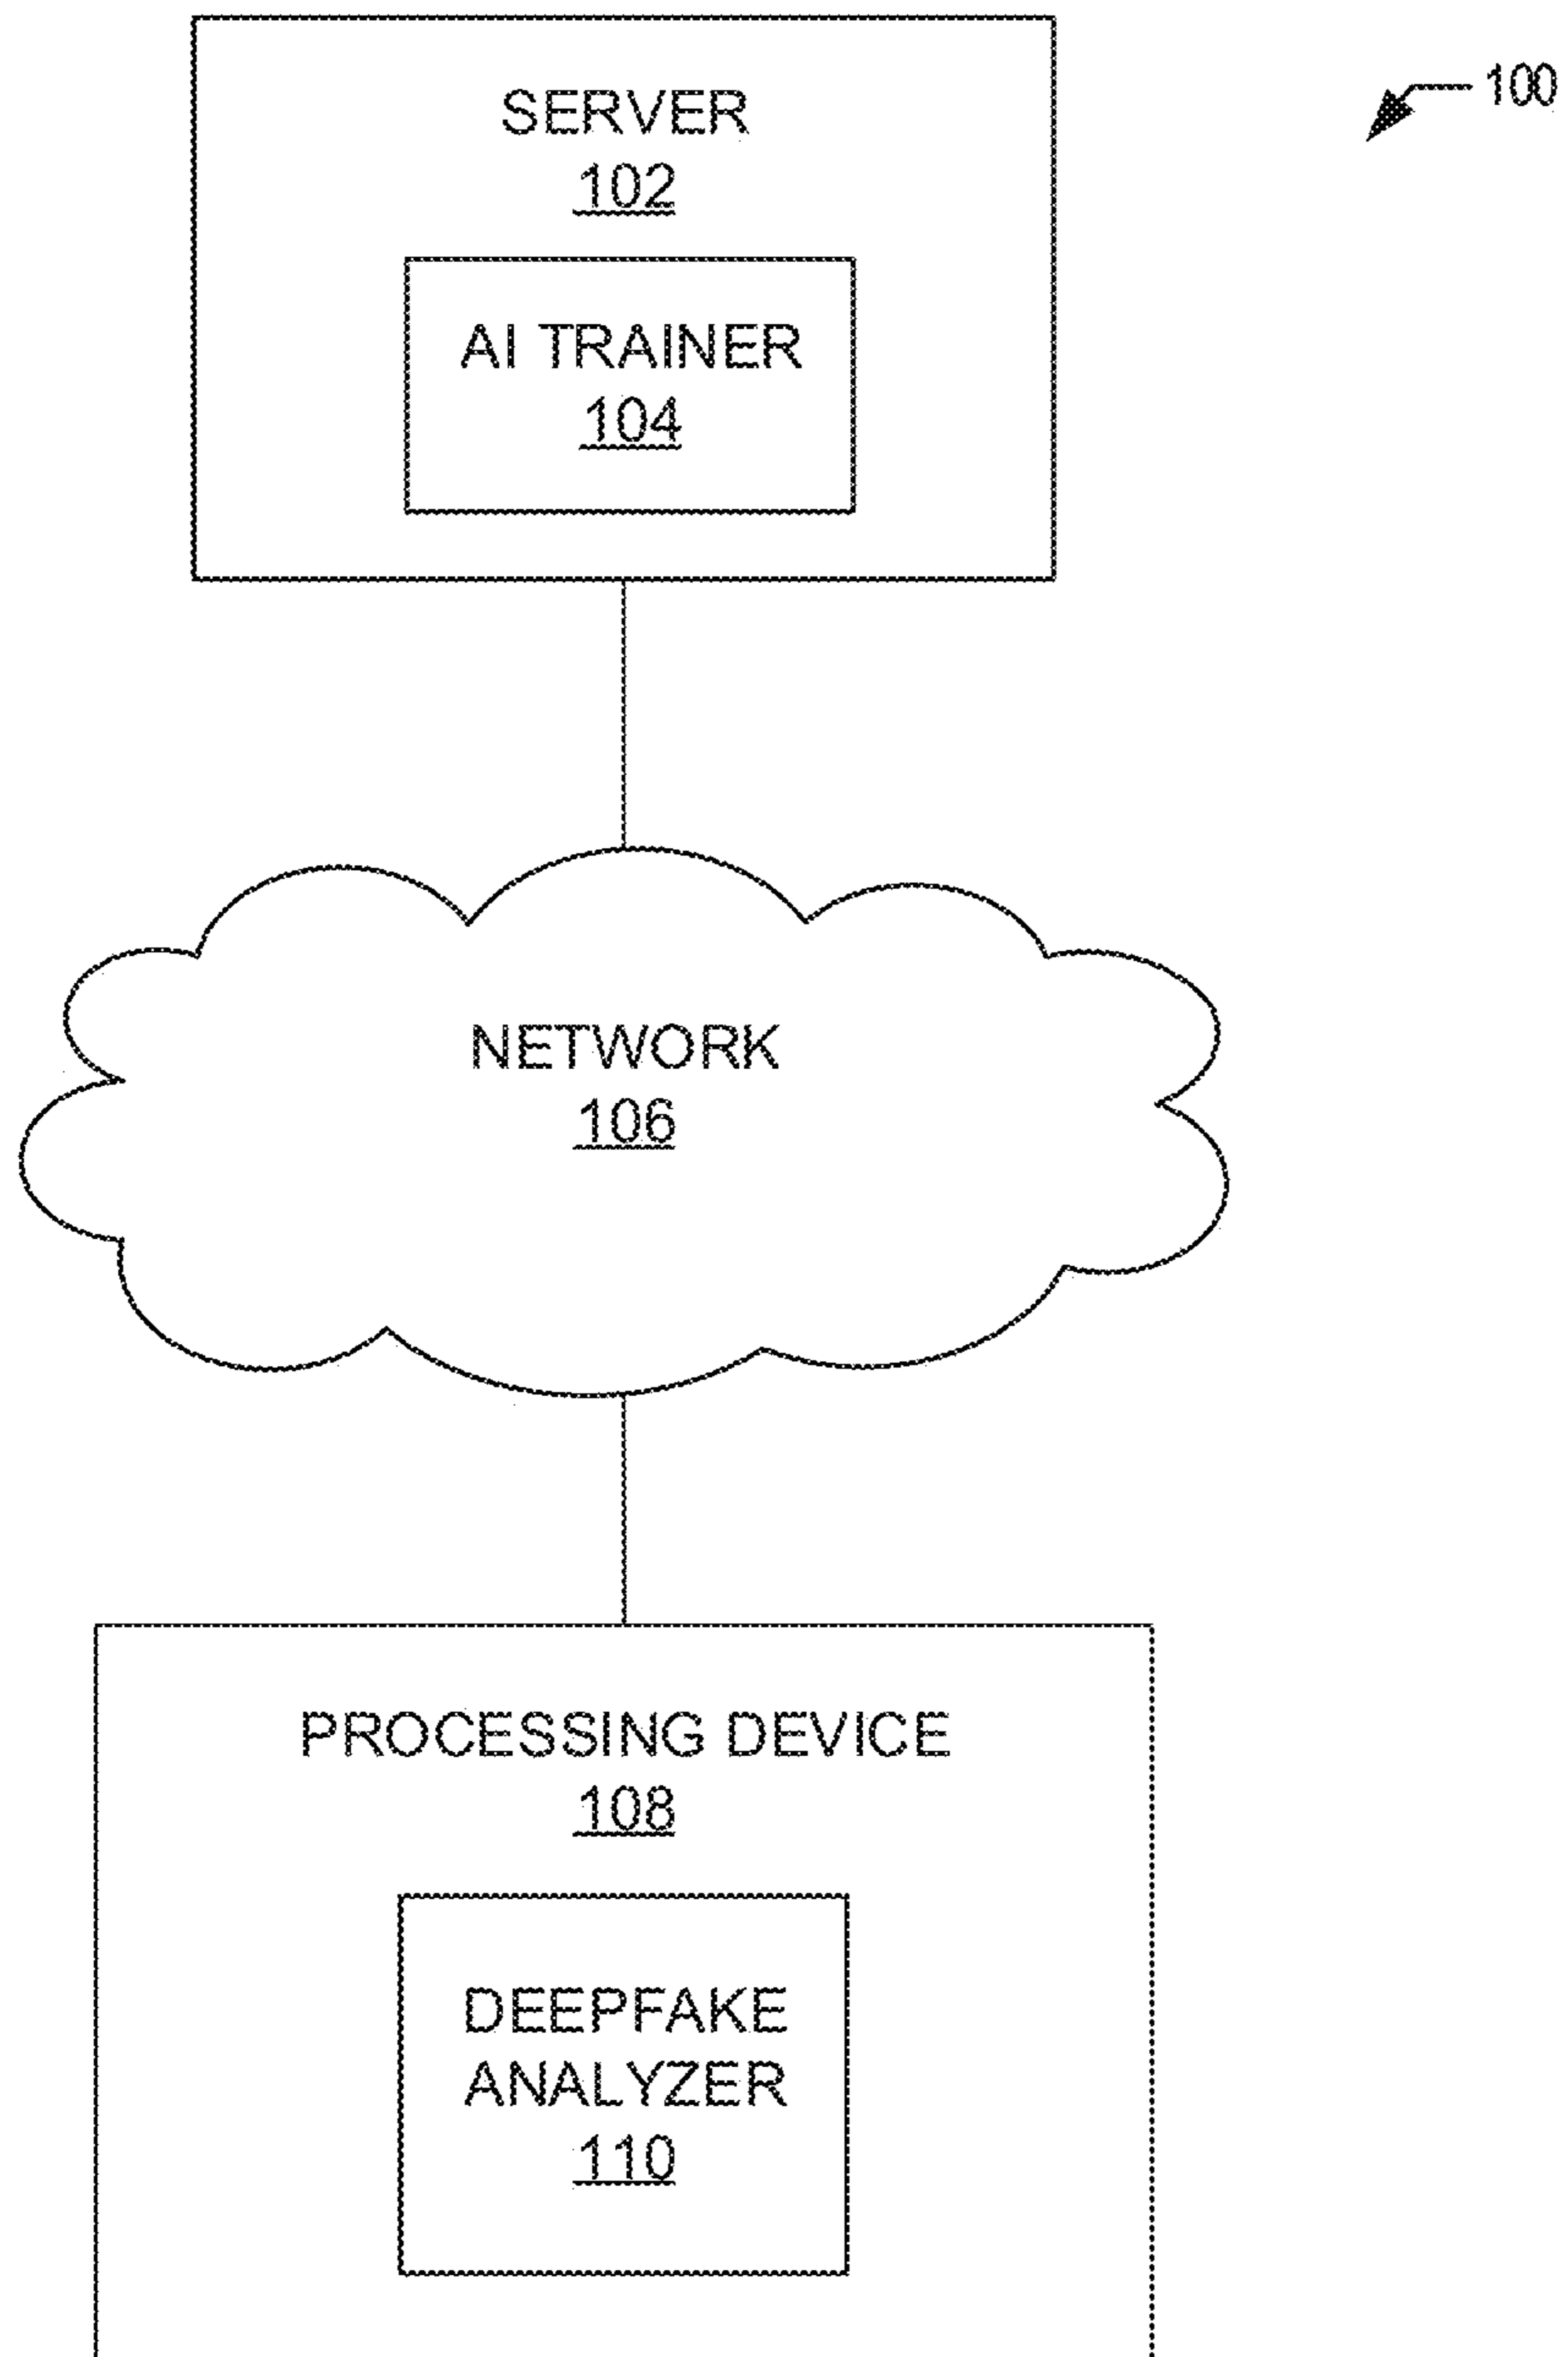 SERVER
102
100
AI TRAINER
104
NETWORK
106
PROCESSING DEVICE
108
DEEPFAKE
ANALYZER
110